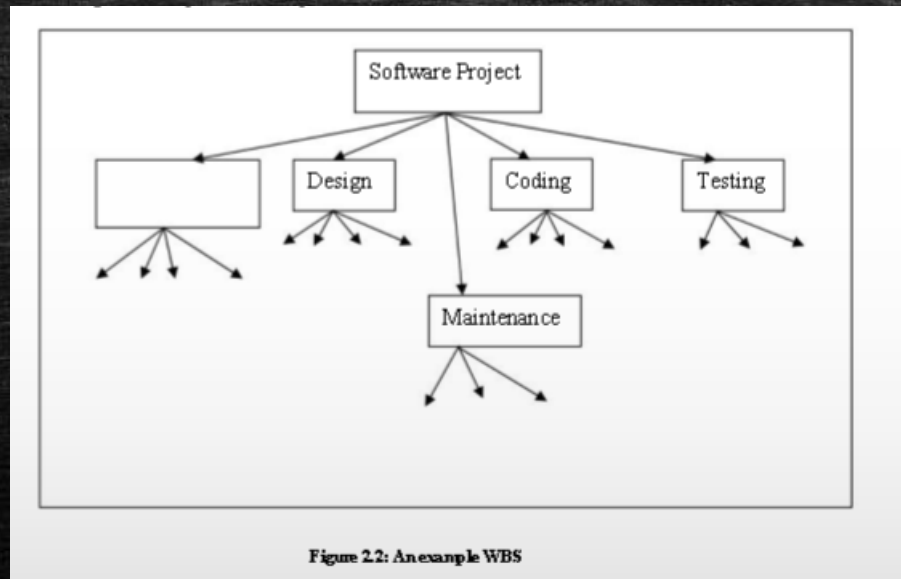 Software Project
Design
Coding
Testing
Maintenance
Figure 2.2: An example WBS